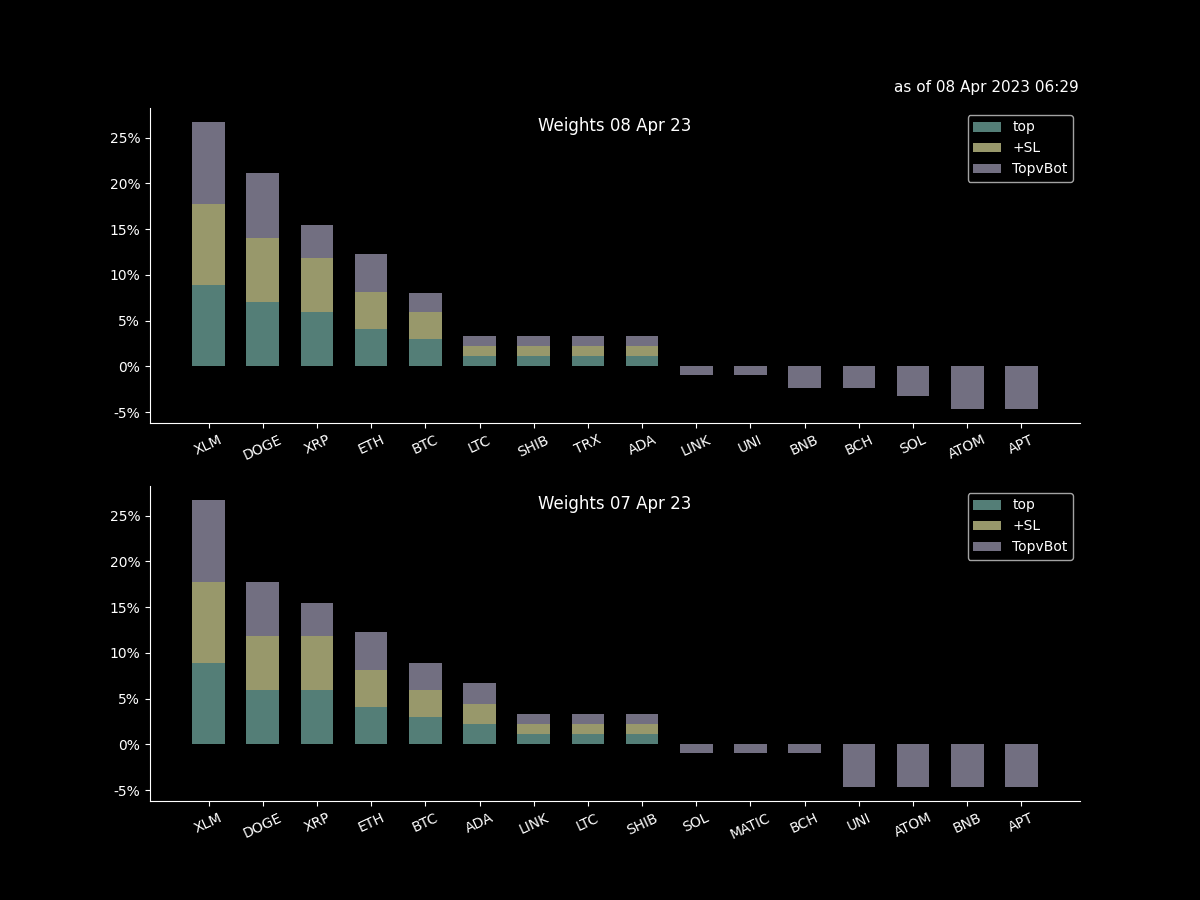 as of 08 Apr 2023 06:29
Weights 08 Apr 23
top
+SL
TopvBot
25%
20%
15%
10%
5%
0%
-5%
XLM DOGE XRP ETH BTC LTC SHIB TRX ADA LINK UNI BNB BCH SOL ATOM APT
Weights 07 Apr 23
top
+SL
TopvBot
25%
20%
15%
10%
5%
0%
-5%
XLM DOGE XRP ETH BTC ADA LINK LTC SHIB SOL MATIC BCH UNI ATOM BNB APT